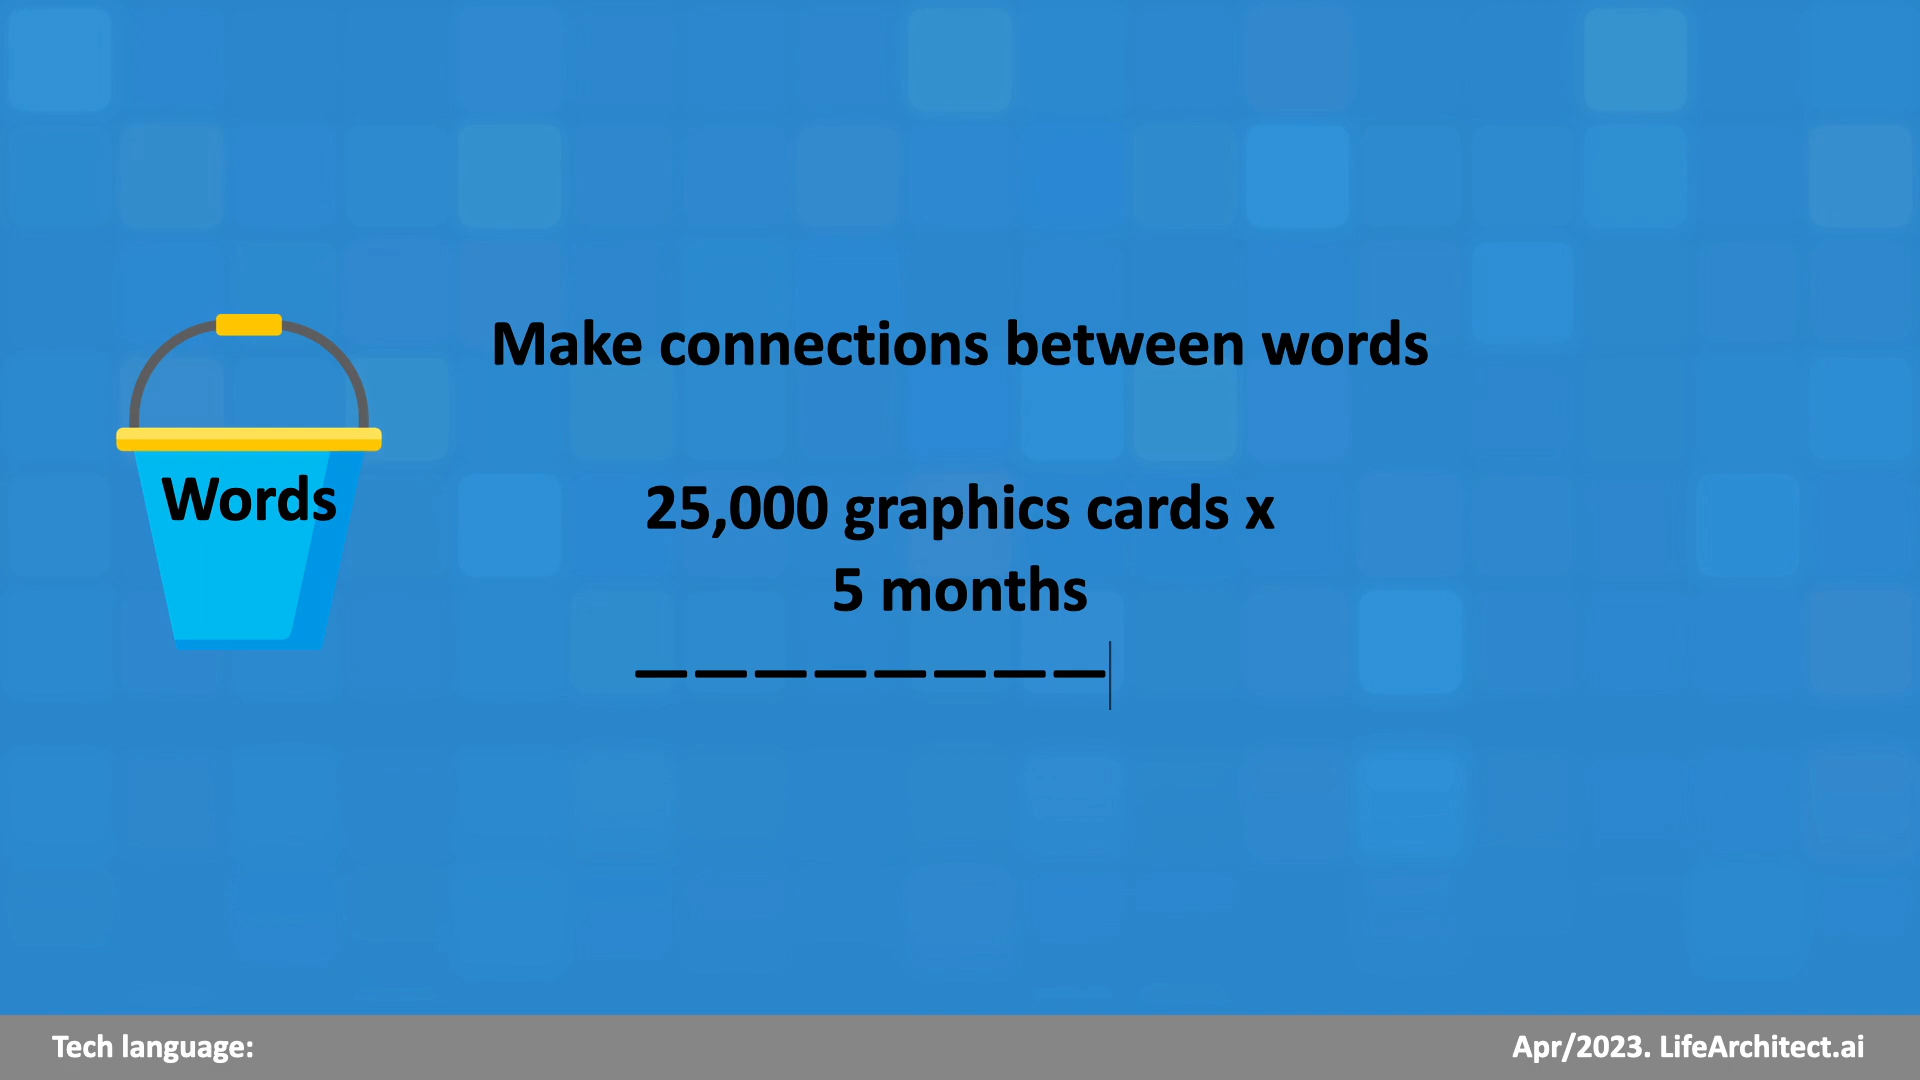 Make connections between words
Words
25,000 graphics cards x
5 months
————————
Tech language:
Apr/2023. LifeArchitect.ai